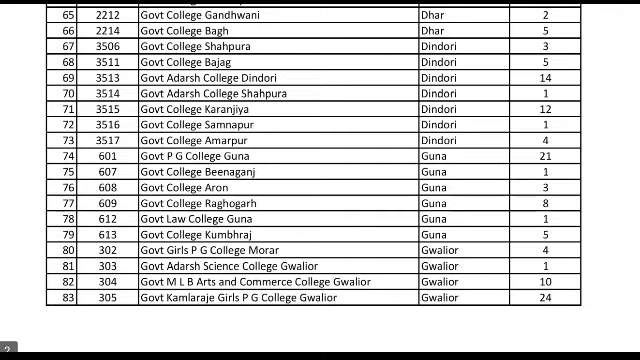 65 2212 Govt College Gandhwani Dhar 2
66 2214 Govt College Bagh Dhar 5
67 3506 Govt College Shahpura Dindori 3
68 3511 Govt College Bajag Dindori 5
69 3513 Govt Adarsh College Dindori Dindori 14
70 3514 Govt Adarsh College Shahpura Dindori 1
71 3515 Govt College Karanjiya Dindori 12
72 3516 Govt College Samnapur Dindori 1
73 3517 Govt College Amarpur Dindori 4
74 601 Govt P G College Guna Guna 21
75 607 Govt College Beenaganj Guna 1
76 608 Govt College Aron Guna 3
77 609 Govt College Raghogarh Guna 8
78 612 Govt Law College Guna Guna 1
79 613 Govt College Kumbhraj Guna 5
80 302 Govt Girls P G College Morar Gwalior 4
81 303 Govt Adarsh Science College Gwalior Gwalior 1
82 304 Govt M L B Arts and Commerce College Gwalior Gwalior 10
83 305 Govt Kamlaraje Girls P G College Gwalior Gwalior 24
2